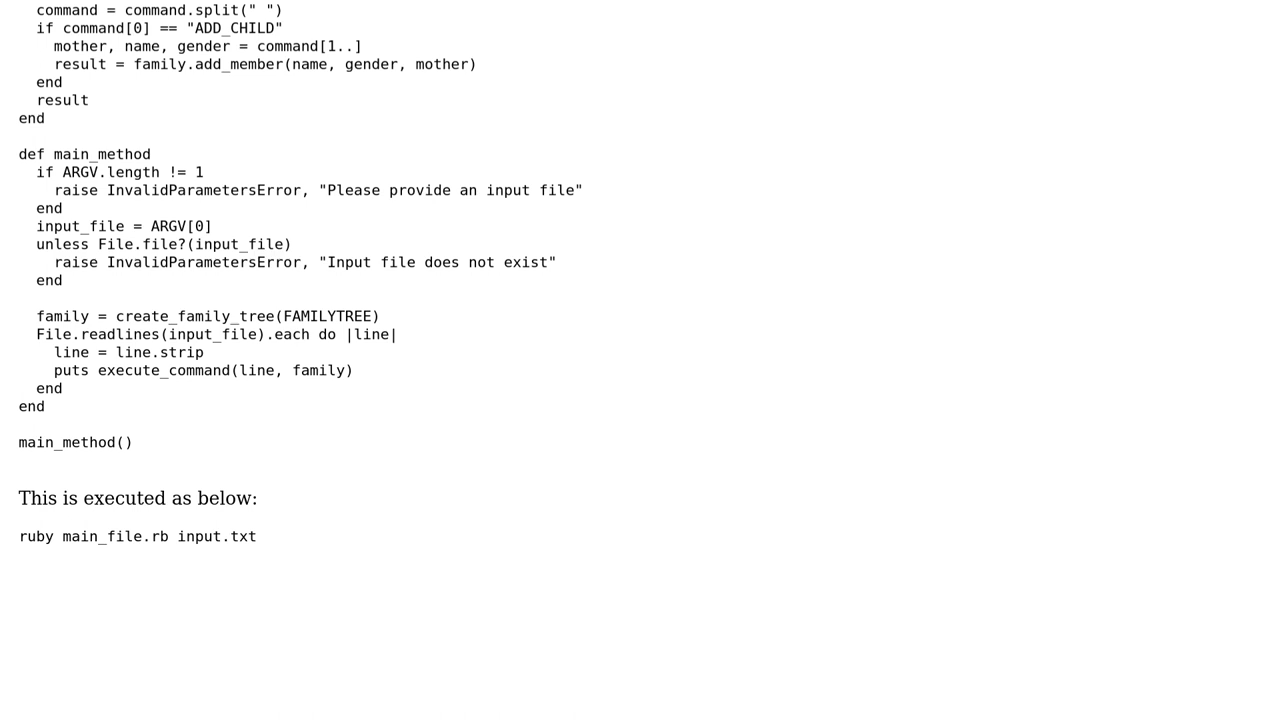 command = command.split(" ")
if command[0] == "ADD_CHILD"
mother, name, gender = command[1..]
result = family.add_member(name, gender, mother)
end
result
end
def main_method
if ARGV.length != 1
raise InvalidParametersError, "Please provide an input file"
end
input_file = ARGV[0]
unless File.file?(input_file)
raise InvalidParametersError, "Input file does not exist"
end
family = create_family_tree(FAMILYTREE)
File.readlines(input_file).each do |line|
line = line.strip
puts execute_command(line, family)
end
end
main_method()
This is executed as below:
ruby main_file.rb input.txt